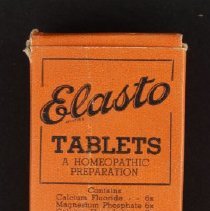 Elasto
TABLETS
A HOMEOPATHIC
PREPARATION
Contains
Calcium Fluoride - - 6x
Magnesium Phosphate 6x